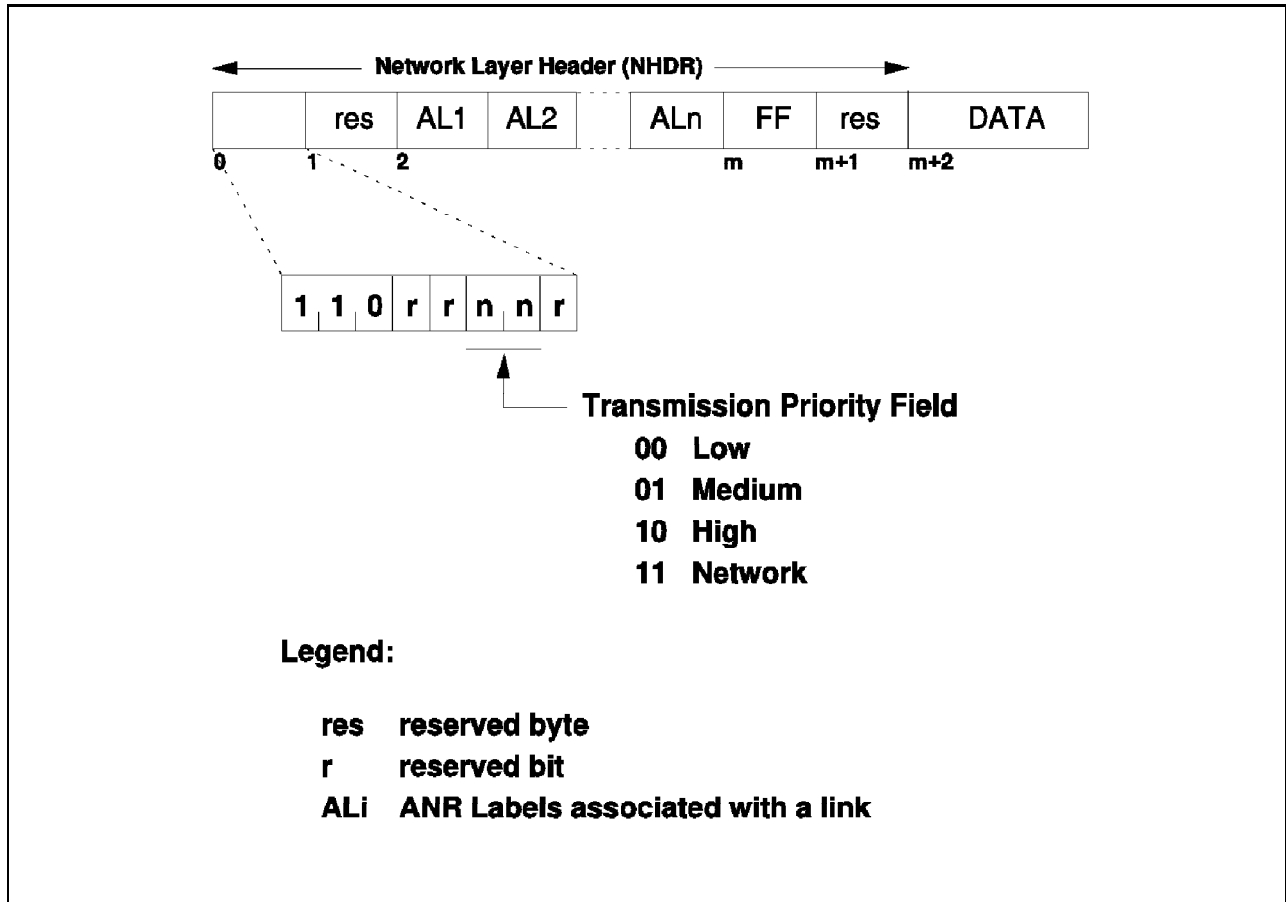 Network Layer Header (NHDR)
res AL1 AL2 ALn FF res DATA
0 1 2 m m+1 m+2
1 1 0 r r n n r
Transmission Priority Field
00 Low
01 Medium
10 High
11 Network
Legend:
res reserved byte
r reserved bit
ALi ANR Labels associated with a link